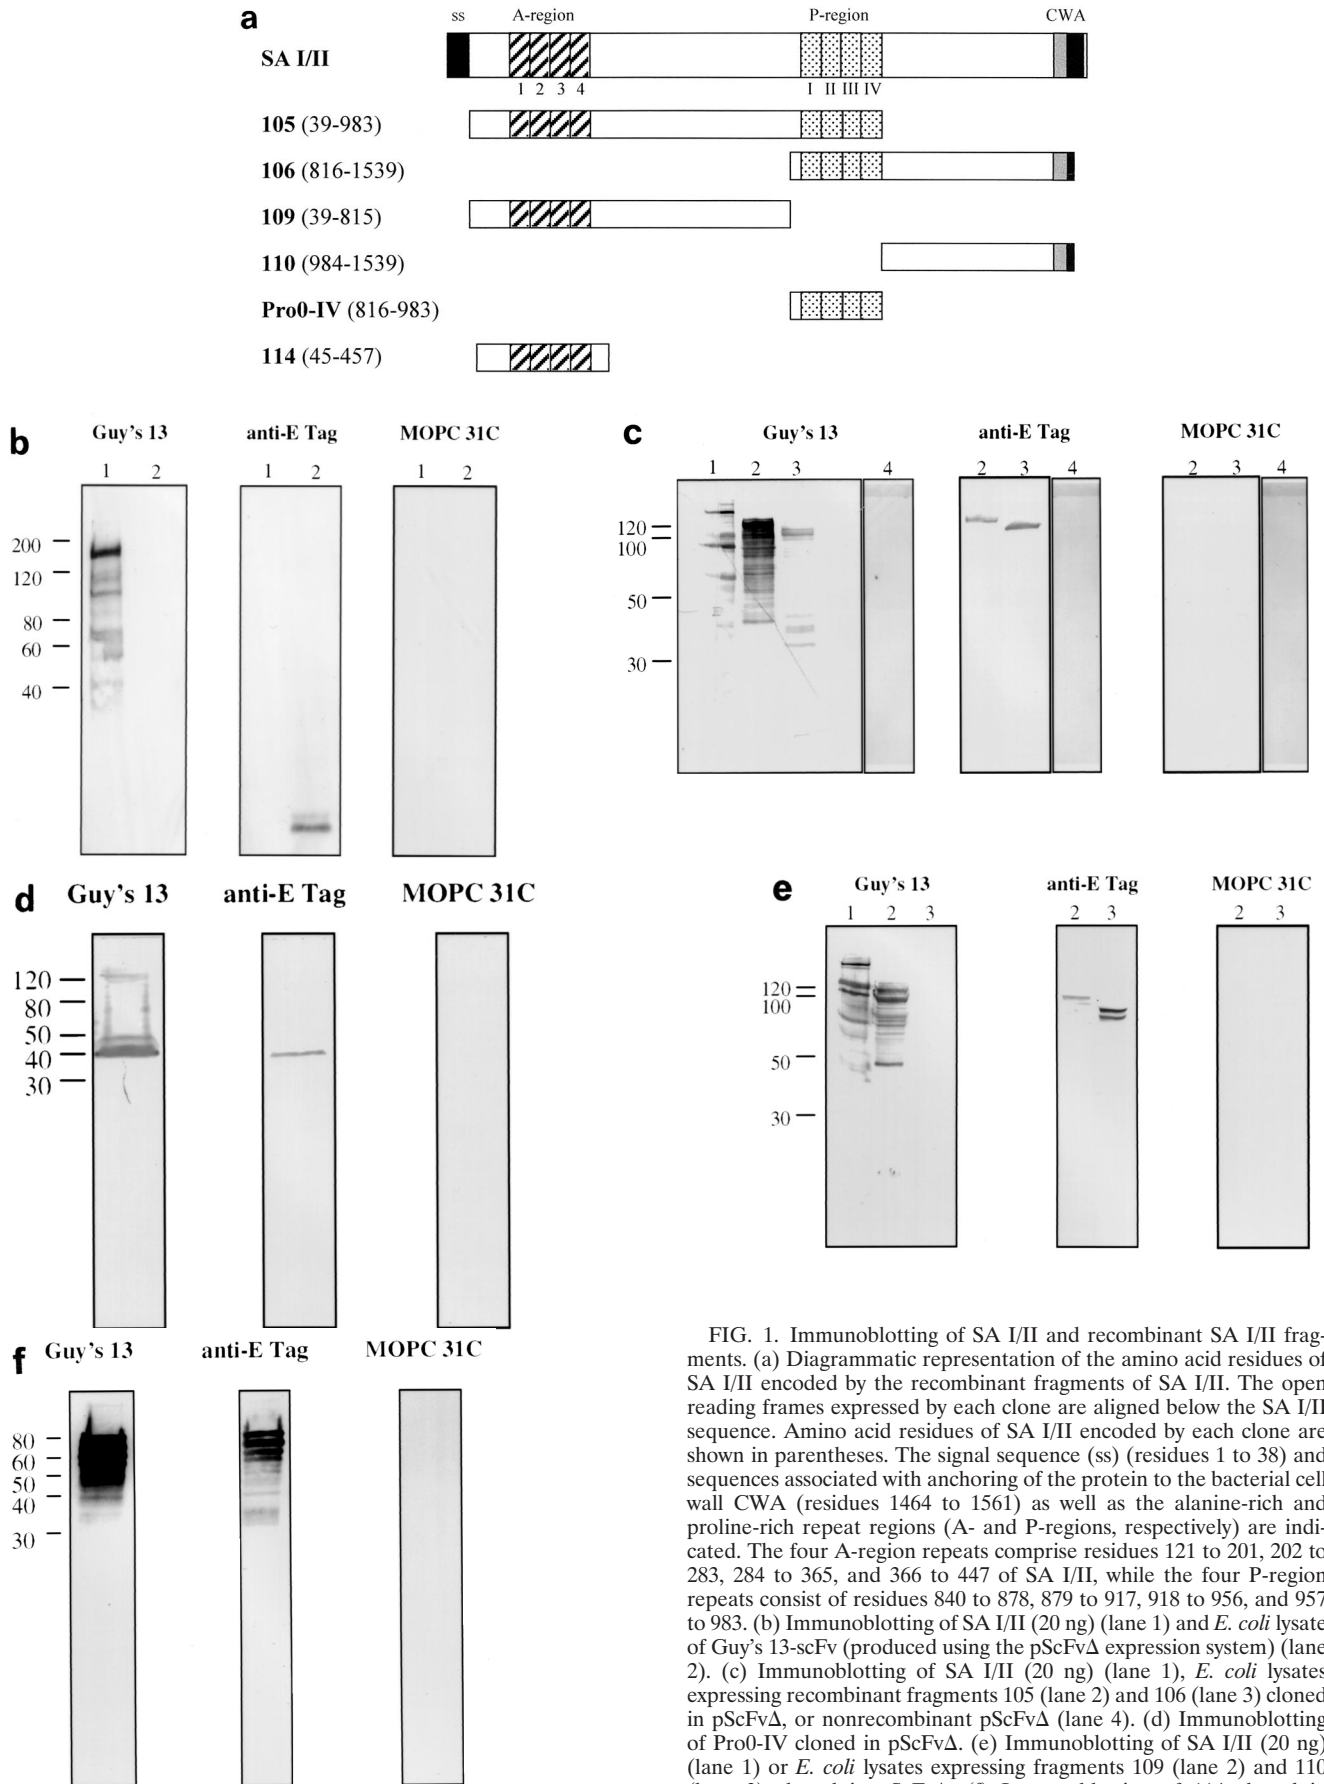 a
ss A-region P-region CWA
SA I/II
1 2 3 4 I II III IV
105 (39-983)
106 (816-1539)
109 (39-815)
110 (984-1539)
Pro0-IV (816-983)
114 (45-457)
b
Guy's 13 anti-E Tag MOPC 31C
1 2 1 2 1 2
200
120
80
60
40
c
Guy's 13 anti-E Tag MOPC 31C
1 2 3 4 2 3 4 2 3 4
120
100
50
30
d
Guy's 13 anti-E Tag MOPC 31C
120
80
50
40
30
e
Guy's 13 anti-E Tag MOPC 31C
1 2 3 2 3 2 3
120
100
50
30
f
Guy's 13 anti-E Tag MOPC 31C
80
60
50
40
30
FIG. 1. Immunoblotting of SA I/II and recombinant SA I/II frag-
ments. (a) Diagrammatic representation of the amino acid residues of
SA I/II encoded by the recombinant fragments of SA I/II. The open
reading frames expressed by each clone are aligned below the SA I/II
sequence. Amino acid residues of SA I/II encoded by each clone are
shown in parentheses. The signal sequence (ss) (residues 1 to 38) and
sequences associated with anchoring of the protein to the bacterial cell
wall CWA (residues 1464 to 1561) as well as the alanine-rich and
proline-rich repeat regions (A- and P-regions, respectively) are indi-
cated. The four A-region repeats comprise residues 121 to 201, 202 to
283, 284 to 365, and 366 to 447 of SA I/II, while the four P-region
repeats consist of residues 840 to 878, 879 to 917, 918 to 956, and 957
to 983. (b) Immunoblotting of SA I/II (20 ng) (lane 1) and E. coli lysate
of Guy's 13-scFv (produced using the pScFvΔ expression system) (lane
2). (c) Immunoblotting of SA I/II (20 ng) (lane 1), E. coli lysates
expressing recombinant fragments 105 (lane 2) and 106 (lane 3) cloned
in pScFvΔ, or nonrecombinant pScFvΔ (lane 4). (d) Immunoblotting
of Pro0-IV cloned in pScFvΔ. (e) Immunoblotting of SA I/II (20 ng)
(lane 1) or E. coli lysates expressing fragments 109 (lane 2) and 110